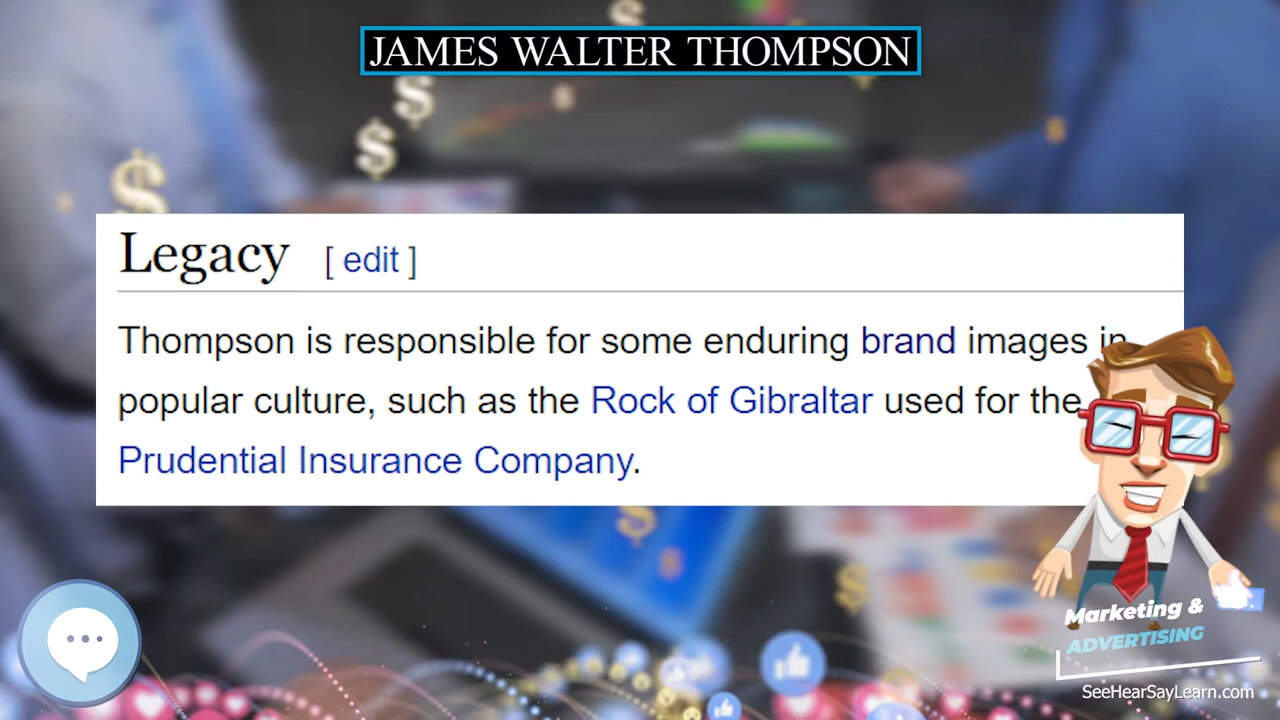 JAMES WALTER THOMPSON
Legacy [ edit ]
Thompson is responsible for some enduring brand images in
popular culture, such as the Rock of Gibraltar used for the
Prudential Insurance Company.
Marketing &
ADVERTISING
SeeHearSayLearn.com